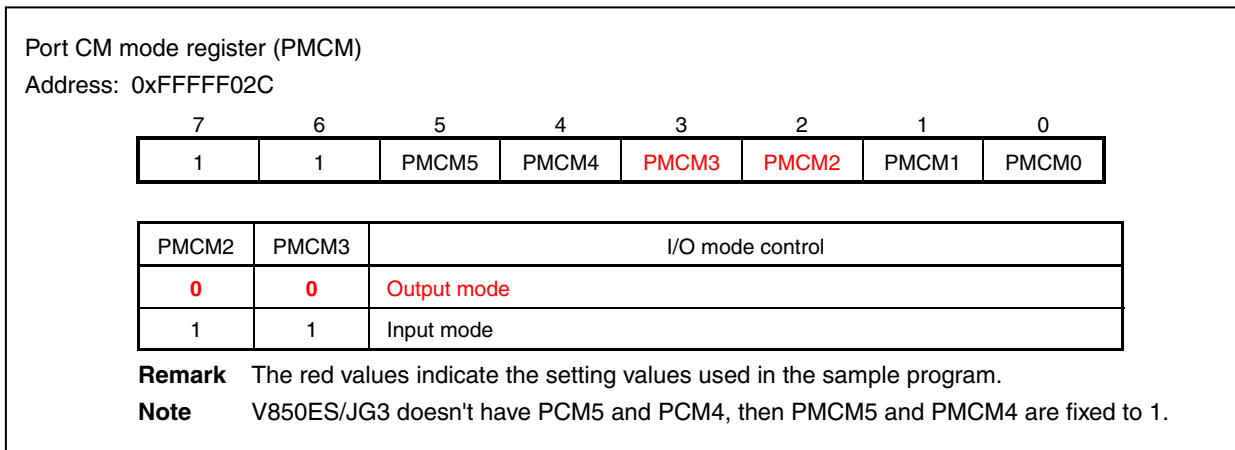 Port CM mode register (PMCM)
Address: 0xFFFFF02C
7 6 5 4 3 2 1 0
1 1 PMCM5 PMCM4 PMCM3 PMCM2 PMCM1 PMCM0
PMCM2 PMCM3 I/O mode control
0 0 Output mode
1 1 Input mode
Remark The red values indicate the setting values used in the sample program.
Note V850ES/JG3 doesn't have PCM5 and PCM4, then PMCM5 and PMCM4 are fixed to 1.